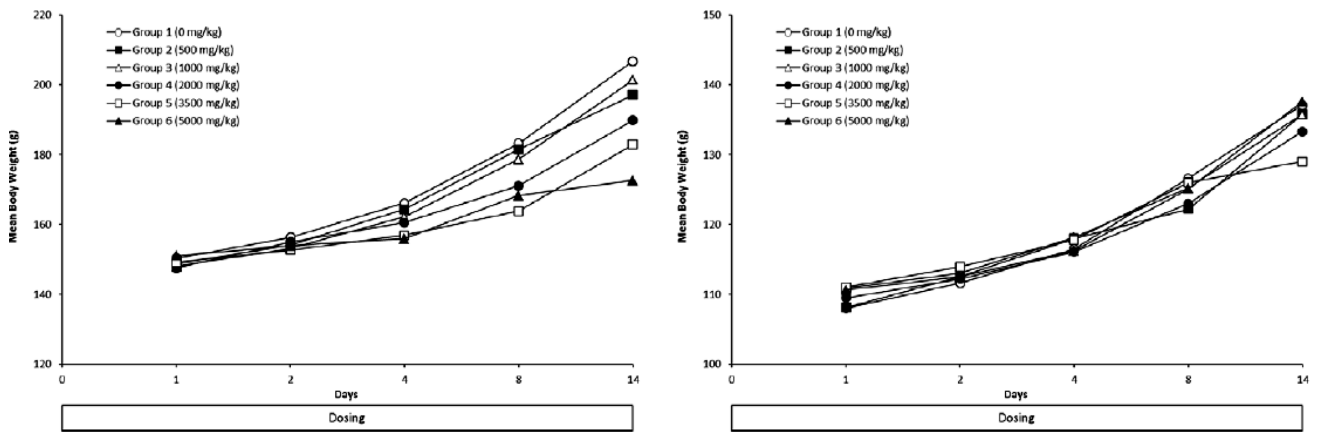 220
200
180
160
140
120
Mean Body Weight (g)
Group 1 (0 mg/kg)
Group 2 (500 mg/kg)
Group 3 (1000 mg/kg)
Group 4 (2000 mg/kg)
Group 5 (3500 mg/kg)
Group 6 (5000 mg/kg)
0 1 2 4 8 14
Days
Dosing
150
140
130
120
110
100
Mean Body Weight (g)
Group 1 (0 mg/kg)
Group 2 (500 mg/kg)
Group 3 (1000 mg/kg)
Group 4 (2000 mg/kg)
Group 5 (3500 mg/kg)
Group 6 (5000 mg/kg)
0 1 2 4 8 14
Days
Dosing